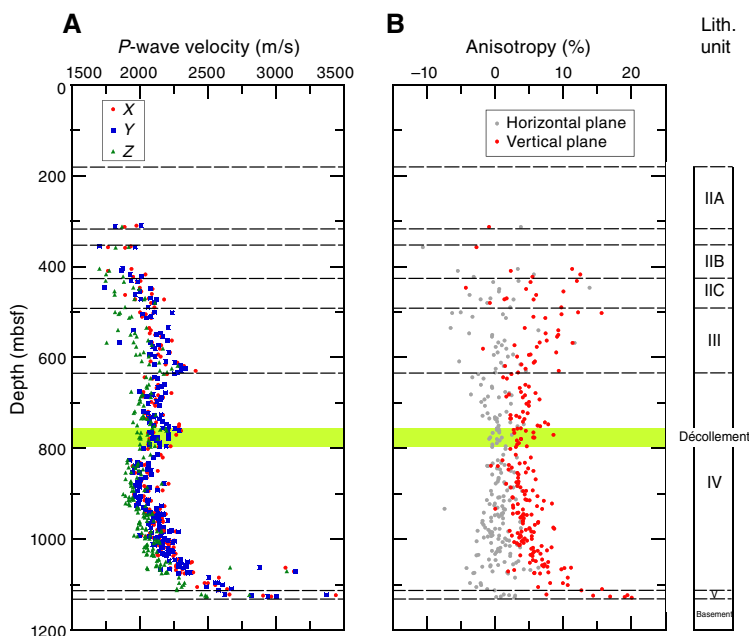 A
B
Lith.
unit
P-wave velocity (m/s)
Anisotropy (%)
1500 2000 2500 3000 3500
−10 0 10 20
0
200
400
600
800
1000
1200
Depth (mbsf)
X
Y
Z
Horizontal plane
Vertical plane
IIA
IIB
IIC
III
Décollement
IV
V
Basement